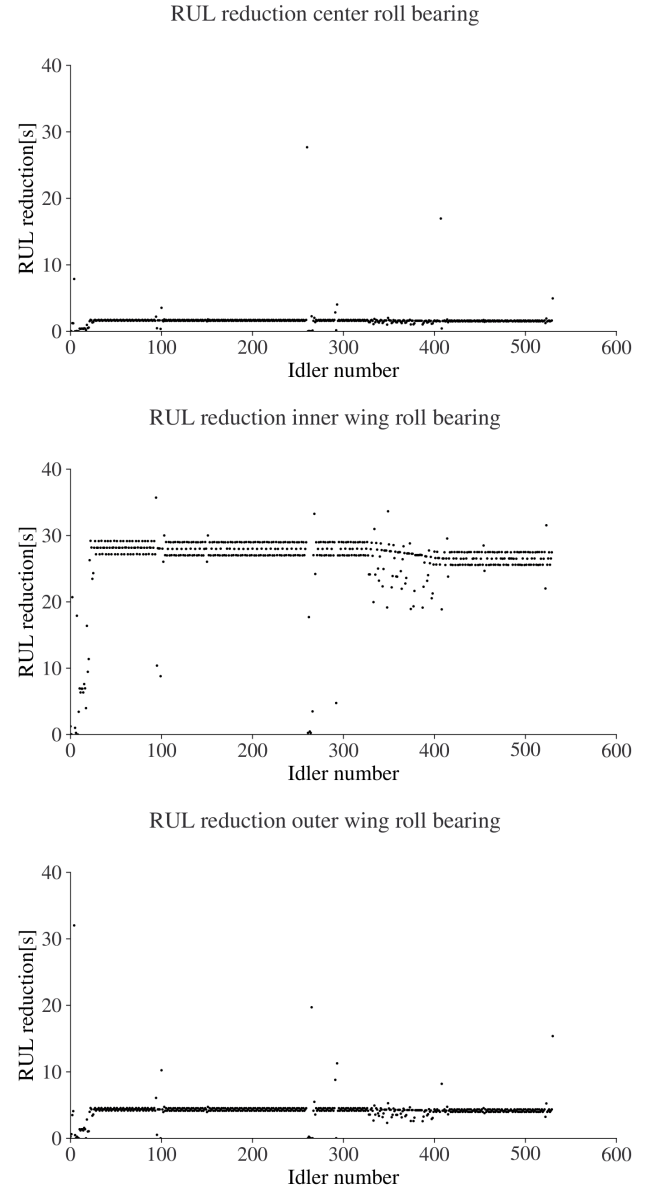 RUL reduction center roll bearing
40
30
20
10
0
RUL reduction[s]
0 100 200 300 400 500 600
Idler number
RUL reduction inner wing roll bearing
40
30
20
10
0
RUL reduction[s]
0 100 200 300 400 500 600
Idler number
RUL reduction outer wing roll bearing
40
30
20
10
0
RUL reduction[s]
0 100 200 300 400 500 600
Idler number